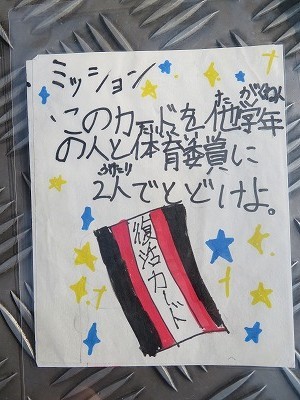 ミッション
このカードを他学年
の人と体育委員に
2人でとどけよ。
復活カード